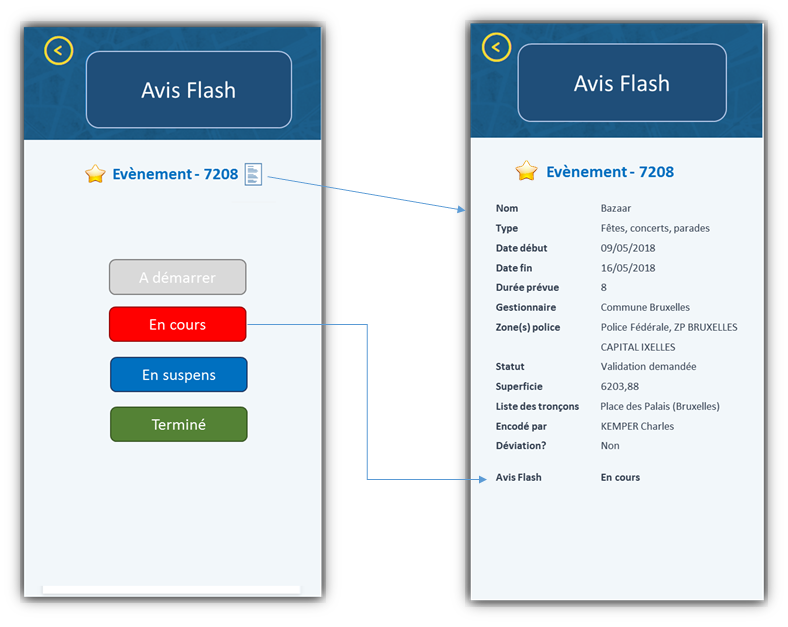 <
Avis Flash
Evènement - 7208
A démarrer
En cours
En suspens
Terminé
<
Avis Flash
Evènement - 7208
Nom Bazaar
Type Fêtes, concerts, parades
Date début 09/05/2018
Date fin 16/05/2018
Durée prévue 8
Gestionnaire Commune Bruxelles
Zone(s) police Police Fédérale, ZP BRUXELLES
CAPITAL IXELLES
Statut Validation demandée
Superficie 6203,88
Liste des tronçons Place des Palais (Bruxelles)
Encodé par KEMPER Charles
Déviation? Non
Avis Flash En cours